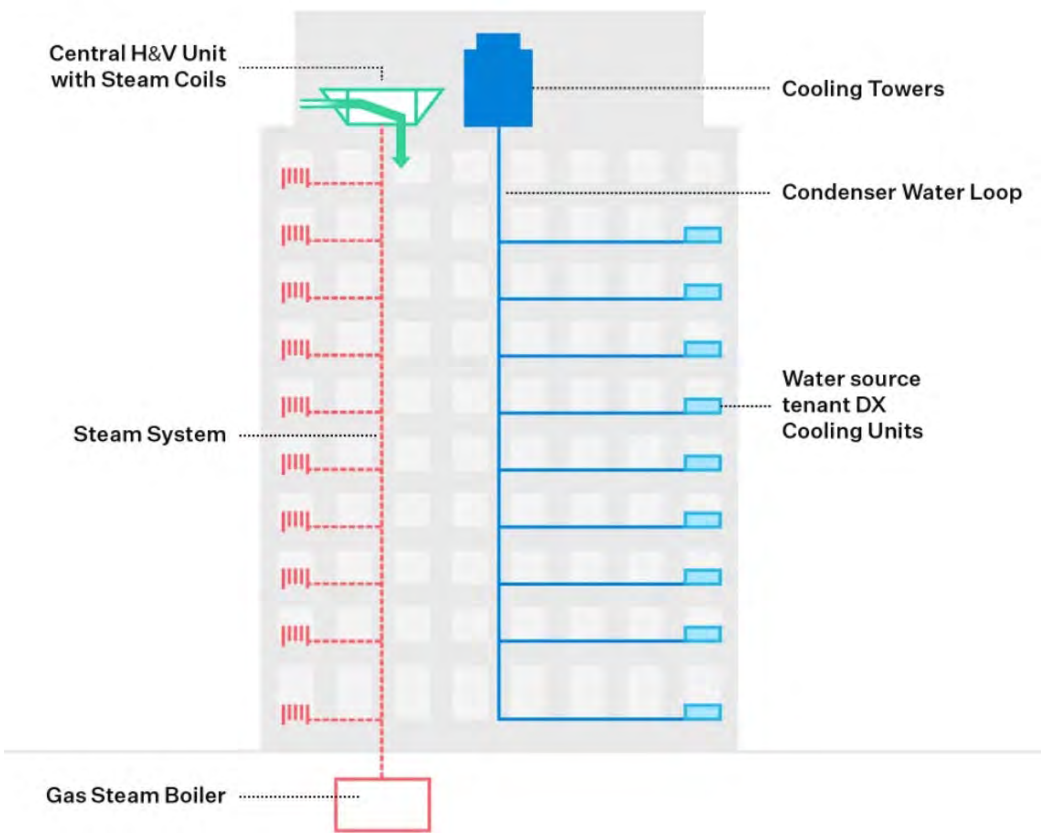 Central H&V Unit
with Steam Coils
Cooling Towers
Condenser Water Loop
Water source
tenant DX
Cooling Units
Steam System
Gas Steam Boiler